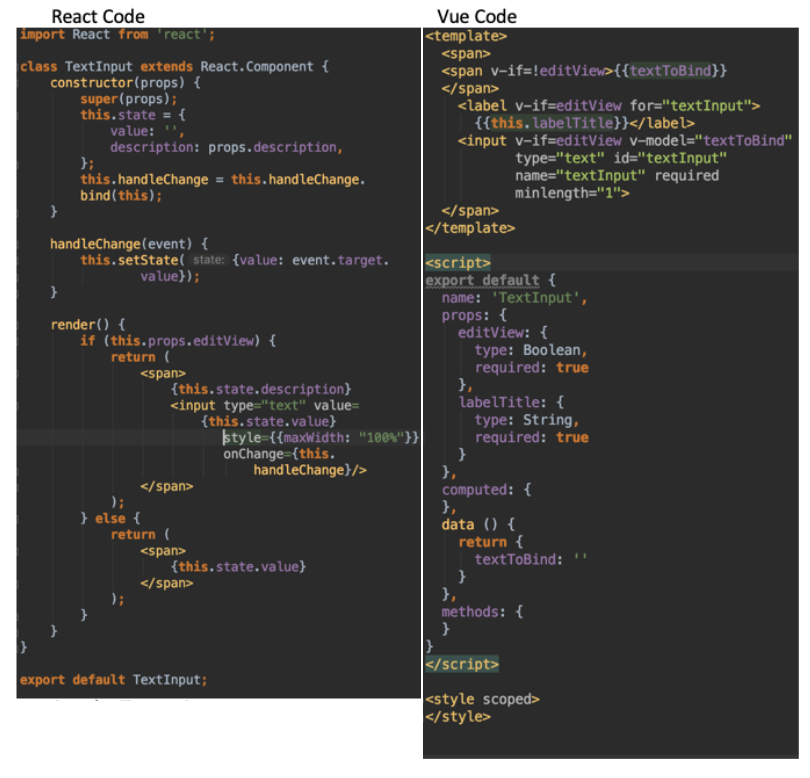 React Code
import React from 'react';
class TextInput extends React.Component {
constructor(props) {
super(props);
this.state = {
value: '',
description: props.description,
};
this.handleChange = this.handleChange.
bind(this);
}
handleChange(event) {
this.setState( state: {value: event.target.
value});
}
render() {
if (this.props.editView) {
return (
<span>
{this.state.description}
<input type="text" value=
{this.state.value}
style={{maxWidth: "100%"}}
onChange={this.
handleChange}/>
</span>
);
} else {
return (
<span>
{this.state.value}
</span>
);
}
}
}
export default TextInput;
Vue Code
<template>
<span>
<span v-if=!editView>{{textToBind}}
</span>
<label v-if=editView for="textInput">
{{this.labelTitle}}</label>
<input v-if=editView v-model="textToBind"
type="text" id="textInput"
name="textInput" required
minlength="1">
</span>
</template>
<script>
export default {
name: 'TextInput',
props: {
editView: {
type: Boolean,
required: true
},
labelTitle: {
type: String,
required: true
}
},
computed: {
},
data () {
return {
textToBind: ''
}
},
methods: {
}
}
</script>
<style scoped>
</style>